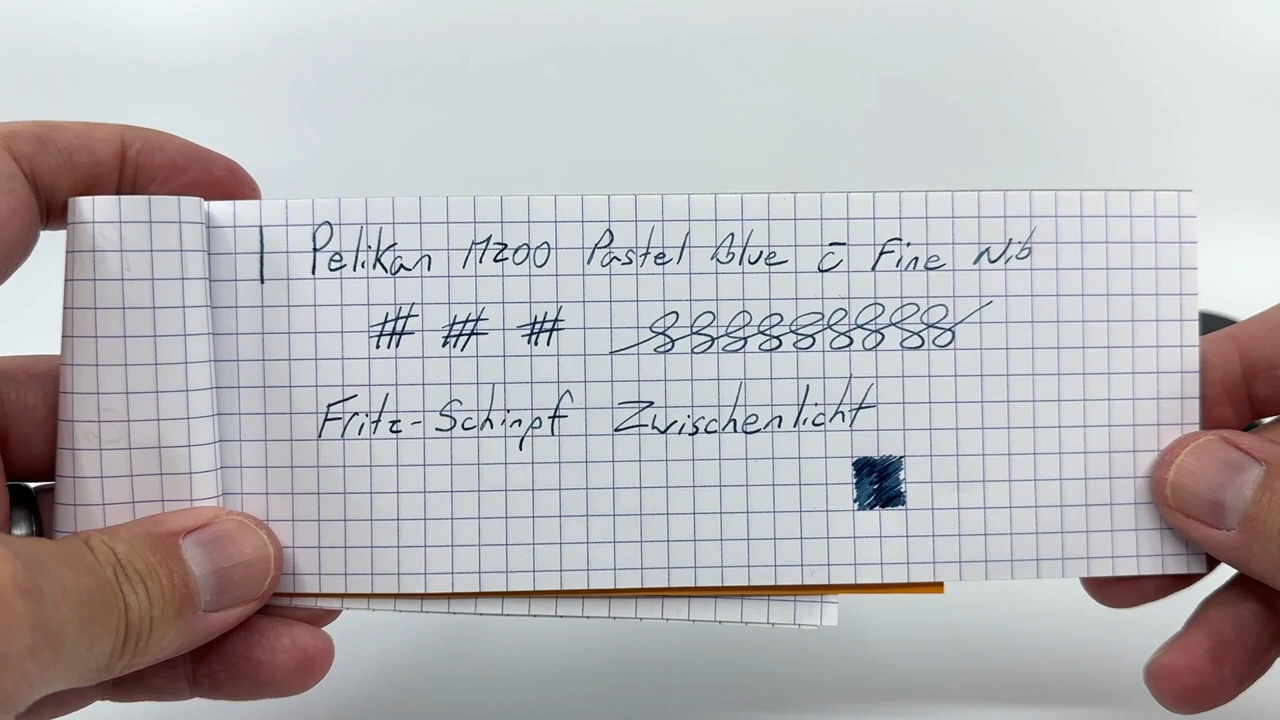 Pelikan M200 Pastel Blue c̄ Fine Nib
# # # 888888888
Fritz-Schimpf Zwischenlicht